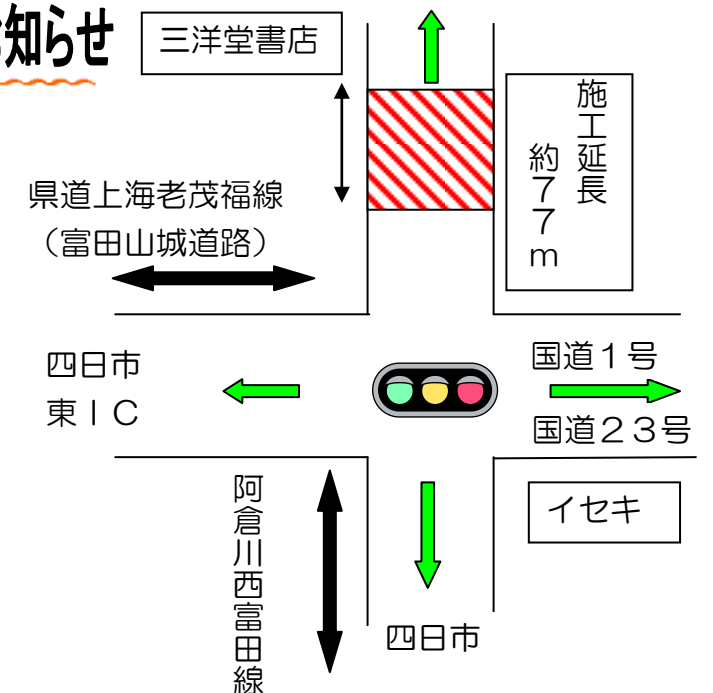 お知らせ
三洋堂書店
施工延長
約77m
県道上海老茂福線
（富田山城道路）
四日市
東ＩＣ
国道１号
国道２３号
阿倉川西富田線
イセキ
四日市